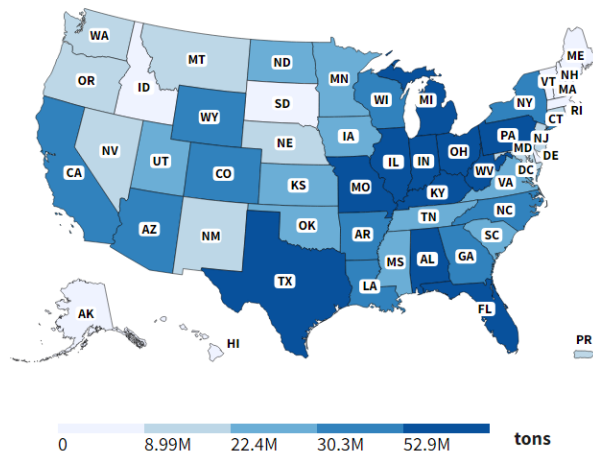 WA
MT
ND
MN
ME
OR
ID
SD
WI
MI
VT
NH
NY
MA
RI
CT
WY
IA
PA
NJ
NV
NE
OH
MD
DE
UT
CO
IL
IN
WV
DC
VA
CA
KS
MO
KY
NC
AZ
NM
OK
AR
TN
SC
TX
MS
AL
GA
LA
FL
AK
HI
PR
0
8.99M
22.4M
30.3M
52.9M
tons